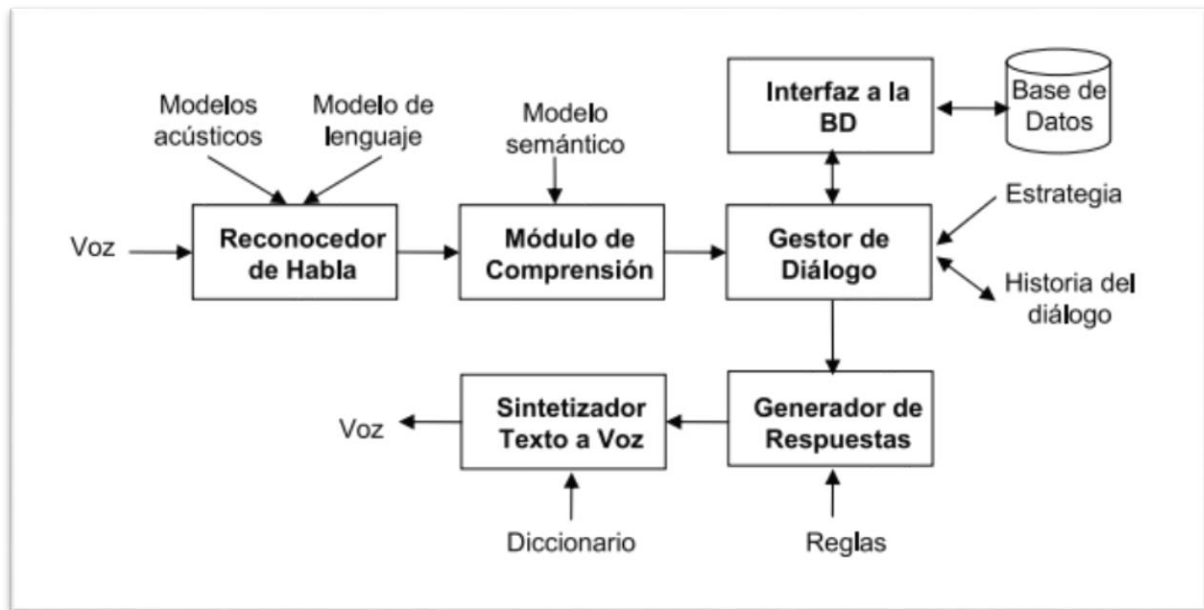 Modelos
acústicos
Modelo de
lenguaje
Modelo
semántico
Interfaz a la
BD
Base de
Datos
Voz
Reconocedor
de Habla
Módulo de
Comprensión
Gestor de
Diálogo
Estrategia
Historia del
diálogo
Voz
Sintetizador
Texto a Voz
Generador de
Respuestas
Diccionario
Reglas